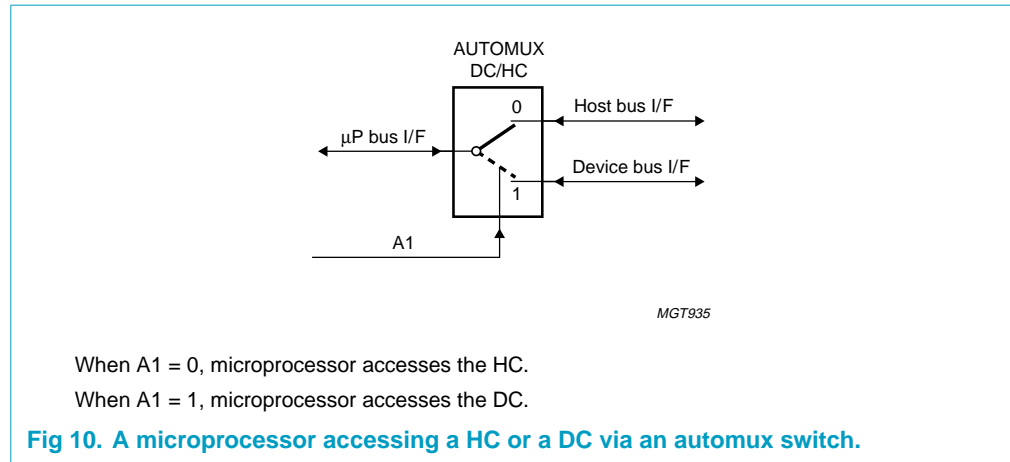 AUTOMUX
DC/HC
0
Host bus I/F
µP bus I/F
Device bus I/F
1
A1
MGT935
When A1 = 0, microprocessor accesses the HC.
When A1 = 1, microprocessor accesses the DC.
Fig 10. A microprocessor accessing a HC or a DC via an automux switch.